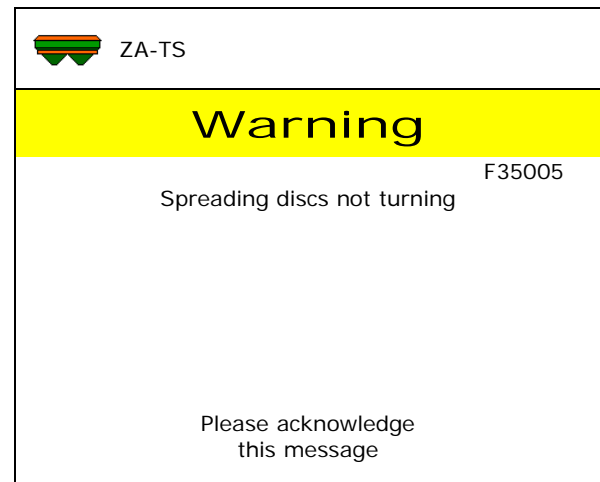 ZA-TS
Warning
F35005
Spreading discs not turning
Please acknowledge
this message